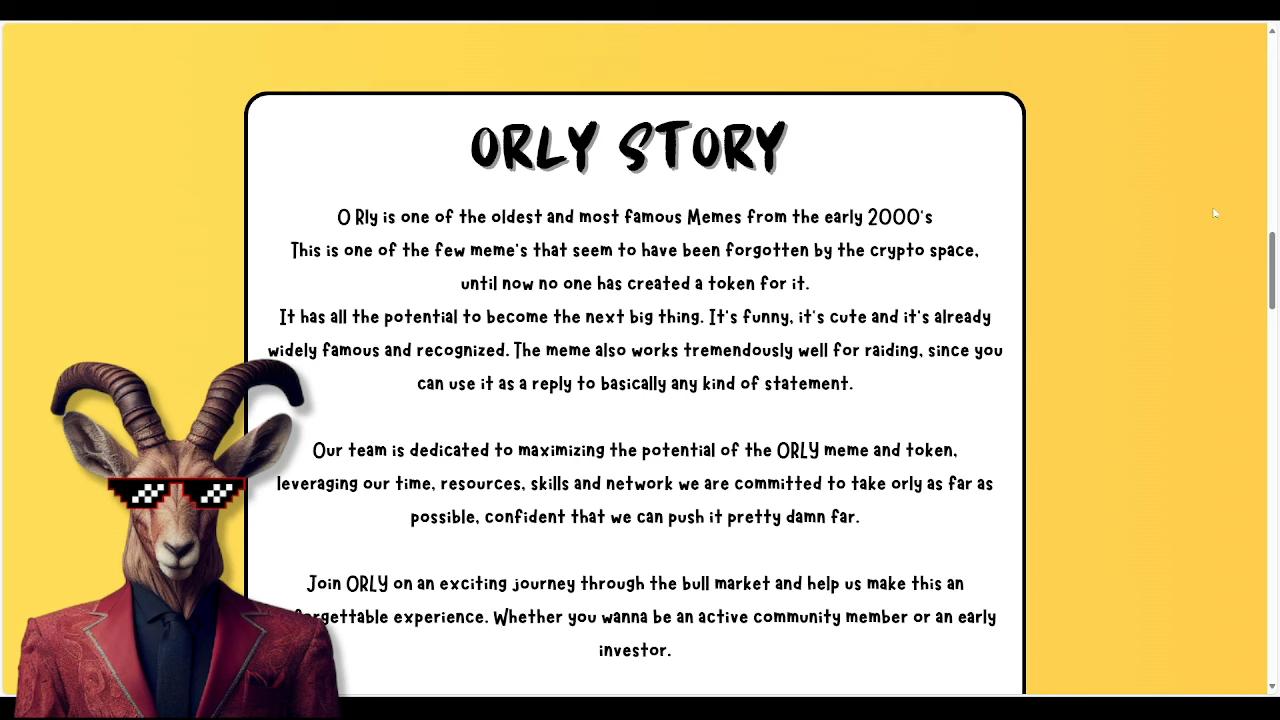 ORLY STORY
O Rly is one of the oldest and most famous Memes from the early 2000's
This is one of the few meme's that seem to have been forgotten by the crypto space,
until now no one has created a token for it.
It has all the potential to become the next big thing. It's funny, it's cute and it's already
widely famous and recognized. The meme also works tremendously well for raiding, since you
can use it as a reply to basically any kind of statement.
Our team is dedicated to maximizing the potential of the ORLY meme and token,
leveraging our time, resources, skills and network we are committed to take orly as far as
possible, confident that we can push it pretty damn far.
Join ORLY on an exciting journey through the bull market and help us make this an
experience. Whether you wanna be an active community member or an early
investor.